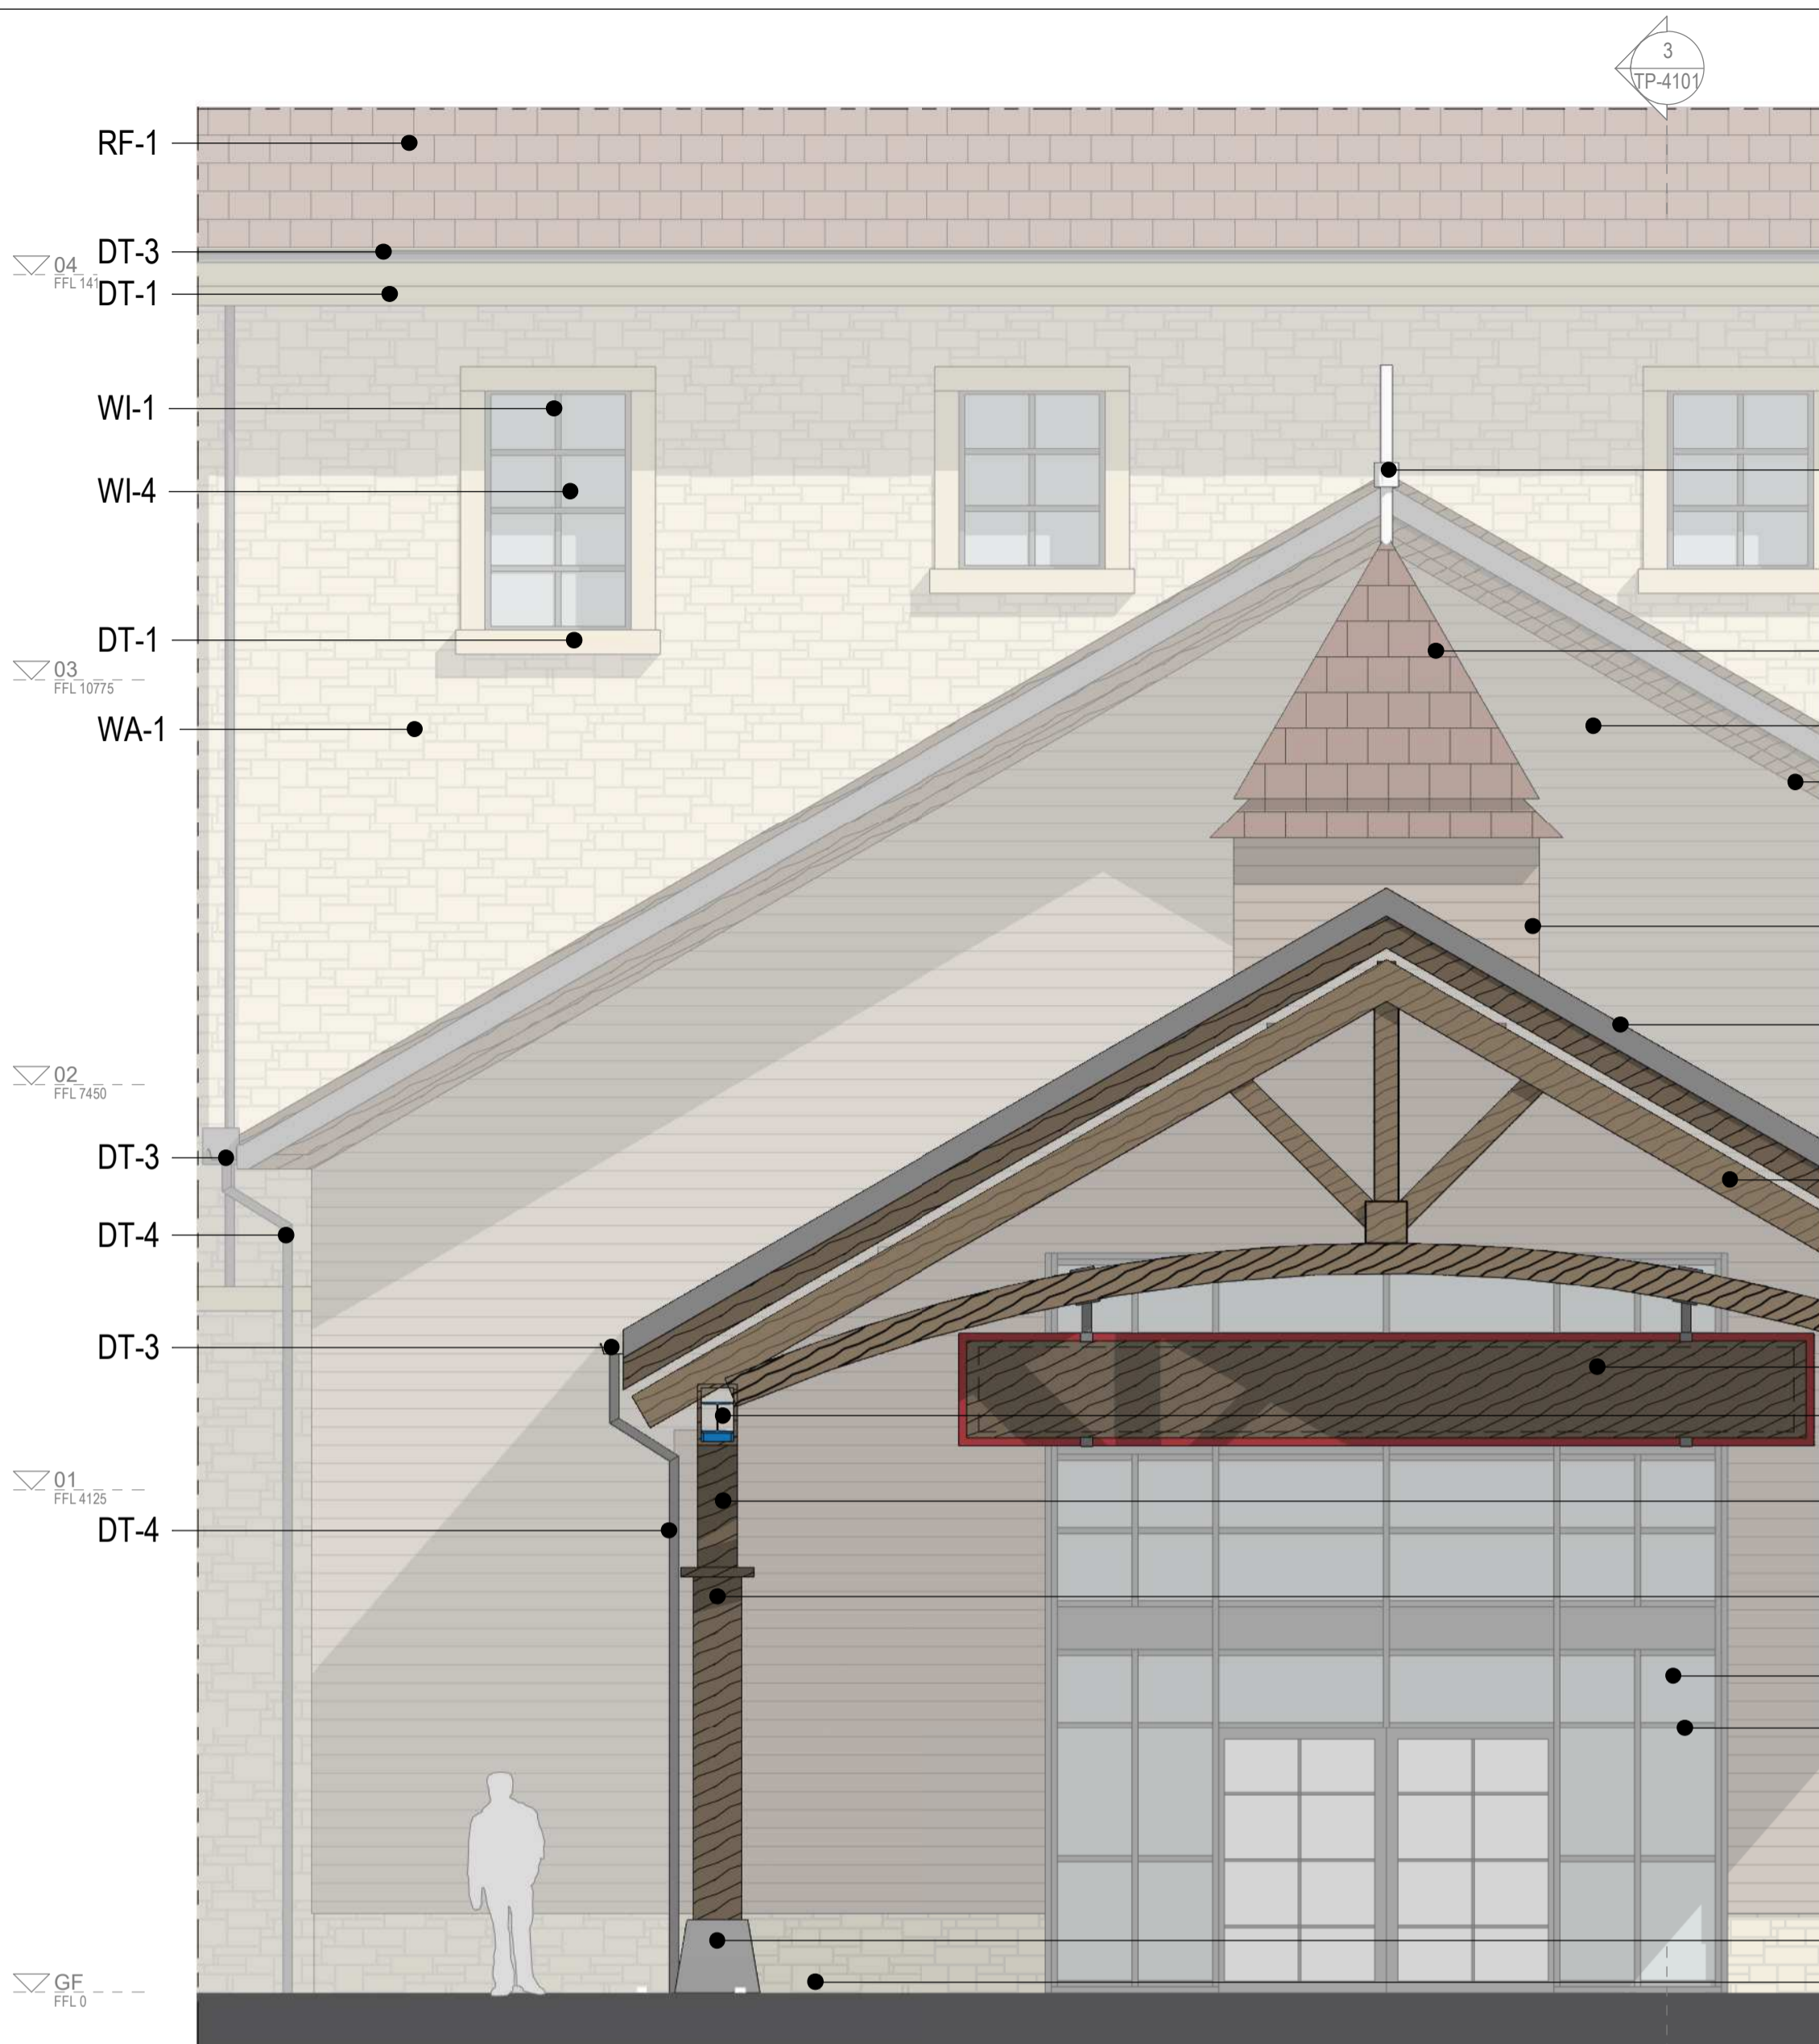 3
TP-4101
RF-1
DT-3
04
FFL 141
DT-1
WI-1
WI-4
DT-1
03
FFL 10775
WA-1
02
FFL 7450
DT-3
DT-4
DT-3
01
FFL 4125
DT-4
GF
FFL 0